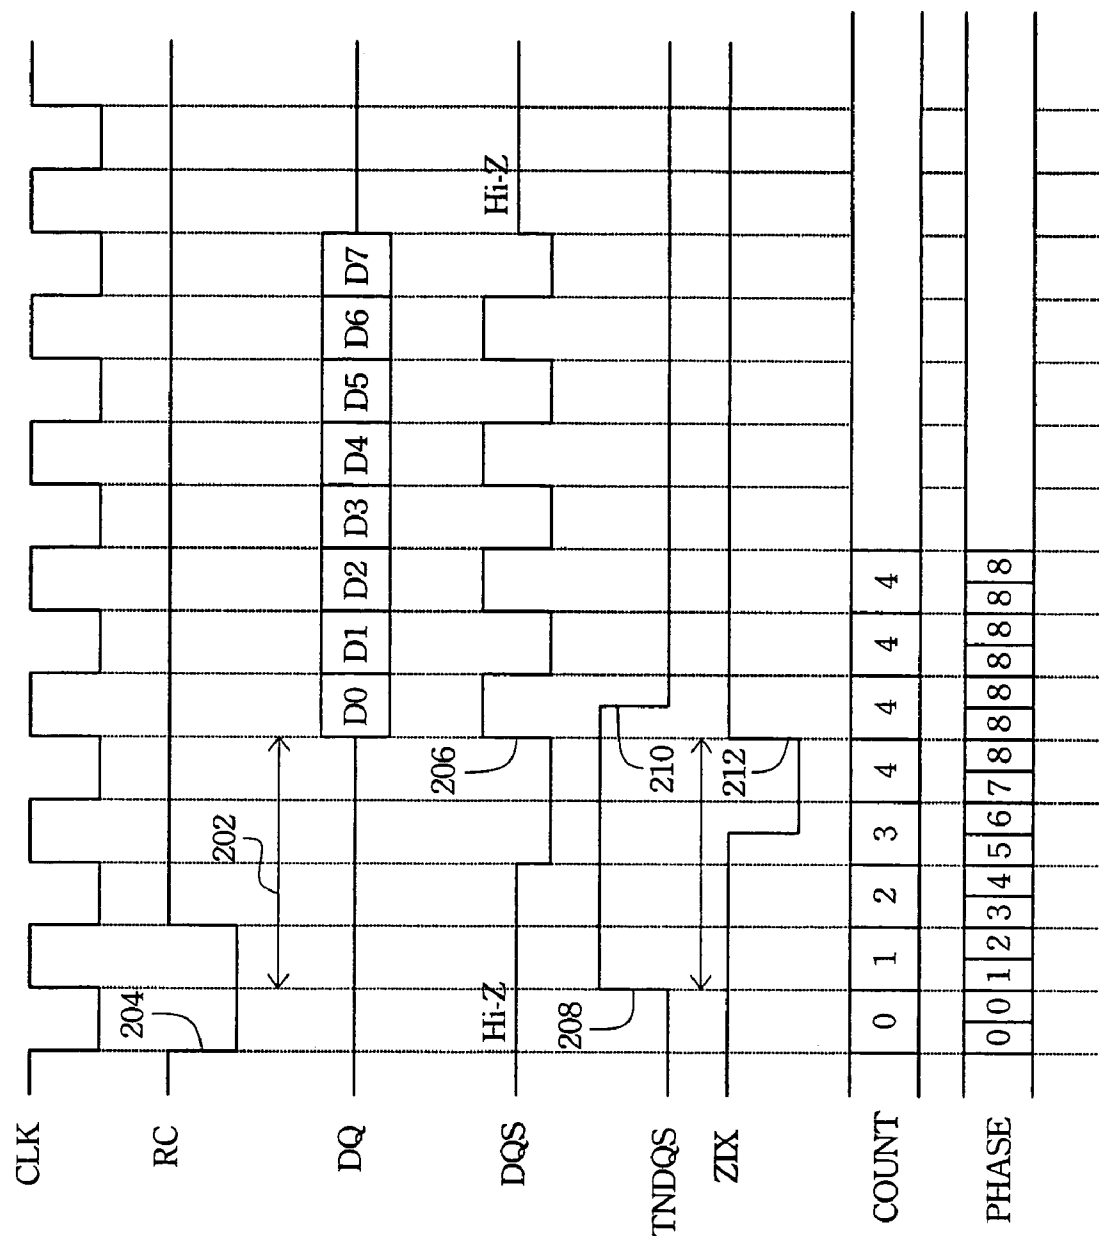 CLK
204
RC
202
DQ
D0 D1 D2 D3 D4 D5 D6 D7
DQS
Hi-Z
206
Hi-Z
TNDQS
208
210
ZIX
212
COUNT
0 1 2 3 4 4 4 4
PHASE
0 0 1 2 3 4 5 6 7 8 8 8 8 8 8 8